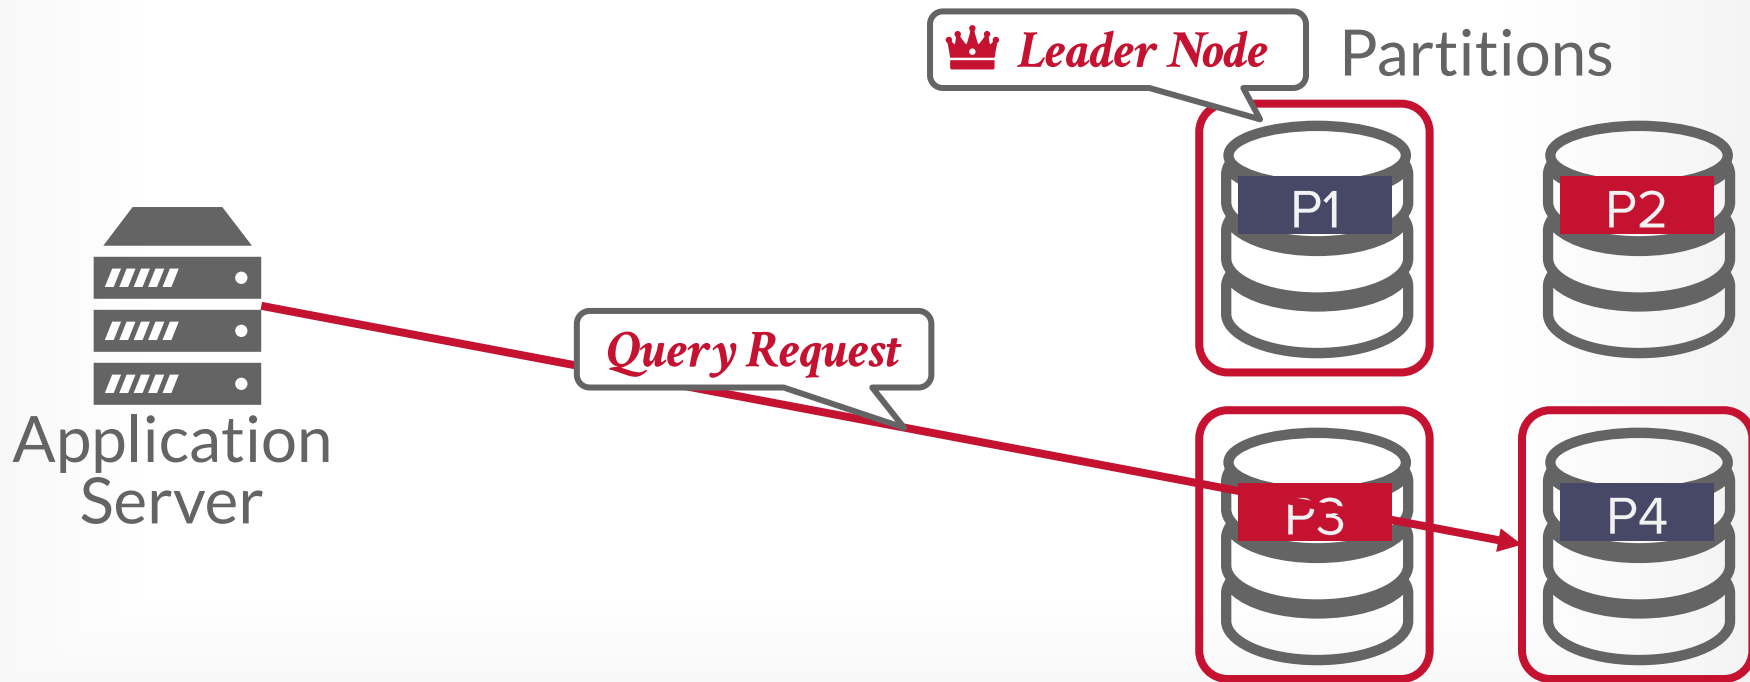 Leader Node
Partitions
P1
P2
Query Request
Application
Server
P3
P4